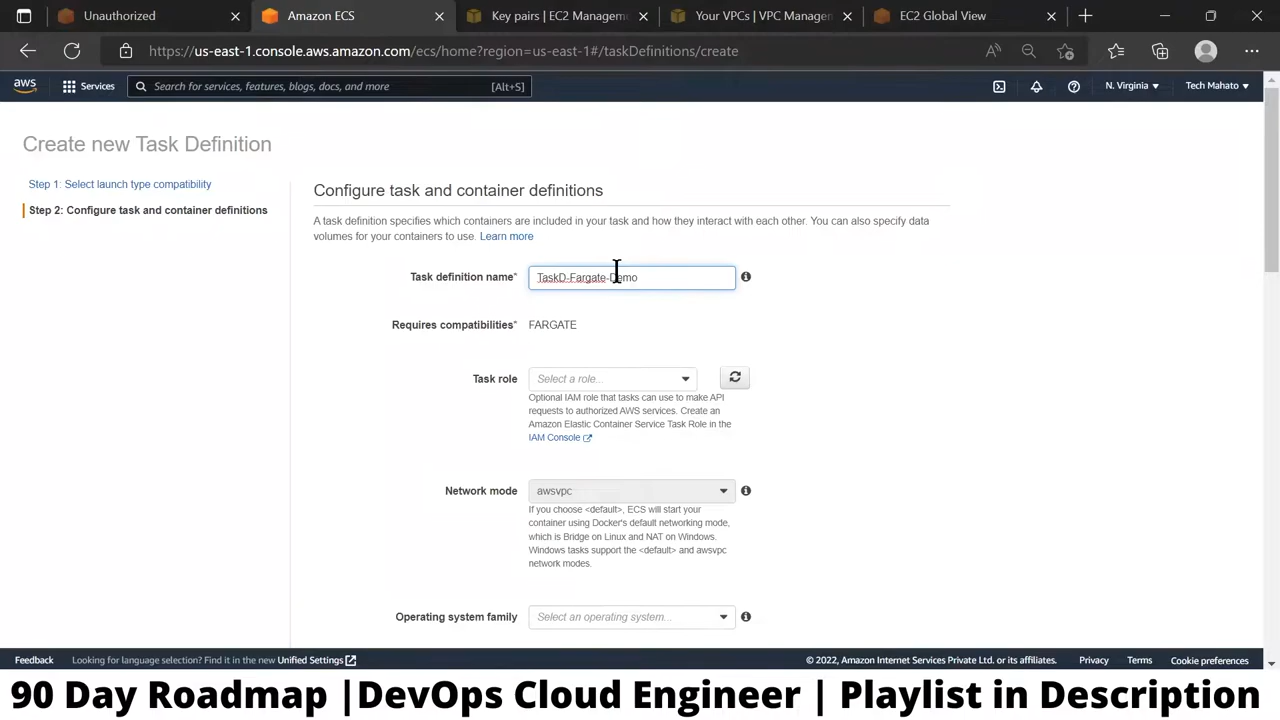 Unauthorized
Amazon ECS
Key pairs | EC2 Managem
Your VPCs | VPC Manage
EC2 Global View
https://us-east-1.console.aws.amazon.com/ecs/home?region=us-east-1#/taskDefinitions/create
aws
Services
Search for services, features, blogs, docs, and more
[Alt+S]
N. Virginia
Tech Mahato
Create new Task Definition
Step 1: Select launch type compatibility
Step 2: Configure task and container definitions
Configure task and container definitions
A task definition specifies which containers are included in your task and how they interact with each other. You can also specify data
volumes for your containers to use. Learn more
Task definition name*
TaskD-Fargate-Demo
Requires compatibilities*
FARGATE
Task role
Select a role...
Optional IAM role that tasks can use to make API
requests to authorized AWS services. Create an
Amazon Elastic Container Service Task Role in the
IAM Console
Network mode
awsvpc
If you choose <default>, ECS will start your
container using Docker's default networking mode,
which is Bridge on Linux and NAT on Windows.
Windows tasks support the <default> and awsvpc
network modes.
Operating system family
Select an operating system...
Feedback
Looking for language selection? Find it in the new Unified Settings
© 2022, Amazon Internet Services Private Ltd. or its affiliates.
Privacy
Terms
Cookie preferences
90 Day Roadmap |DevOps Cloud Engineer | Playlist in Description